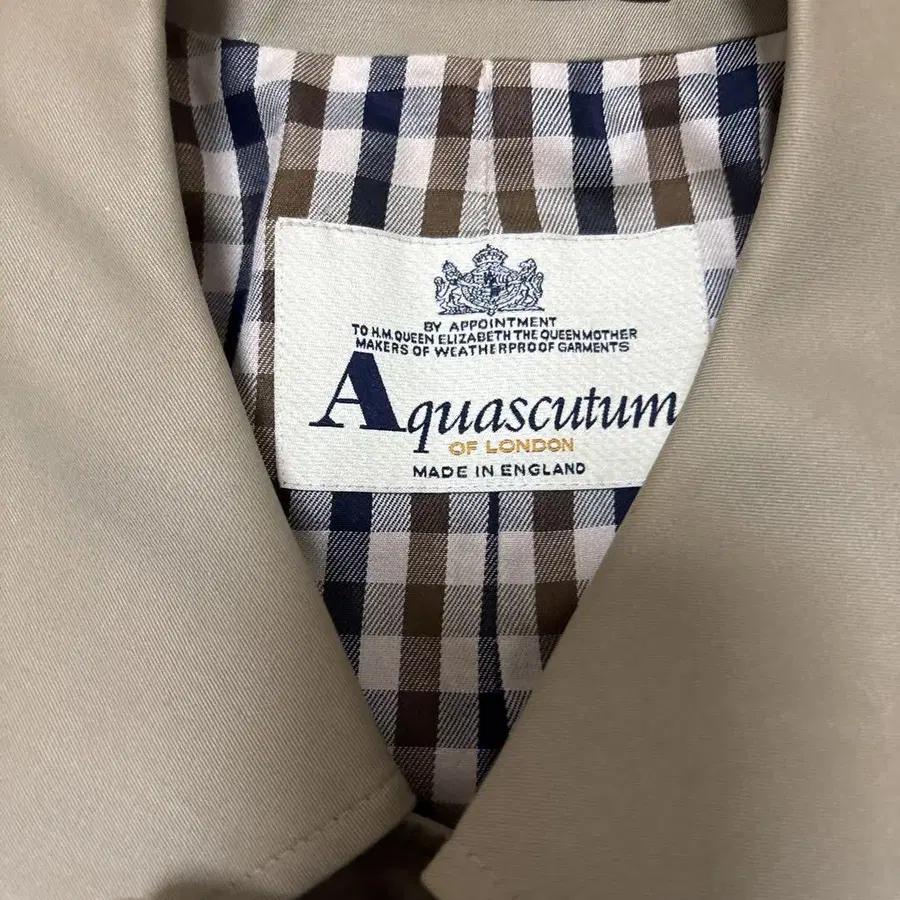 BY APPOINTMENT
TO H.M. QUEEN ELIZABETH THE QUEEN MOTHER
MAKERS OF WEATHERPROOF GARMENTS
Aquascutum
OF LONDON
MADE IN ENGLAND